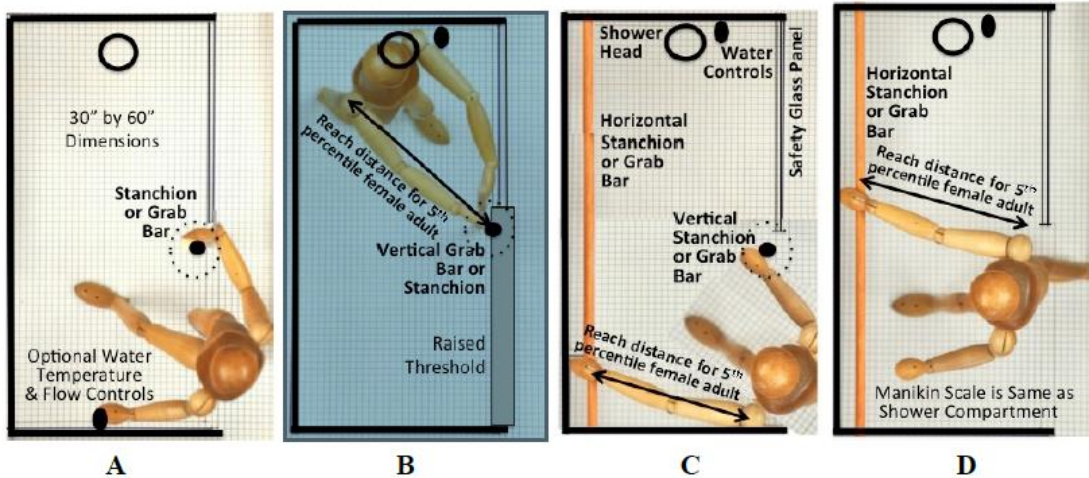 30” by 60”
Dimensions
Stanchion
or Grab
Bar
Optional Water
Temperature
& Flow Controls
A
Reach distance for 5th
percentile female adult
Vertical Grab
Bar or
Stanchion
Raised
Threshold
B
Shower
Head
Water
Controls
Safety Glass Panel
Horizontal
Stanchion
or Grab
Bar
Vertical
Stanchion
or Grab
Bar
Reach distance for 5th
percentile female adult
C
Horizontal
Stanchion
or Grab
Bar
Reach distance for 5th
percentile female adult
Manikin Scale is Same as
Shower Compartment
D